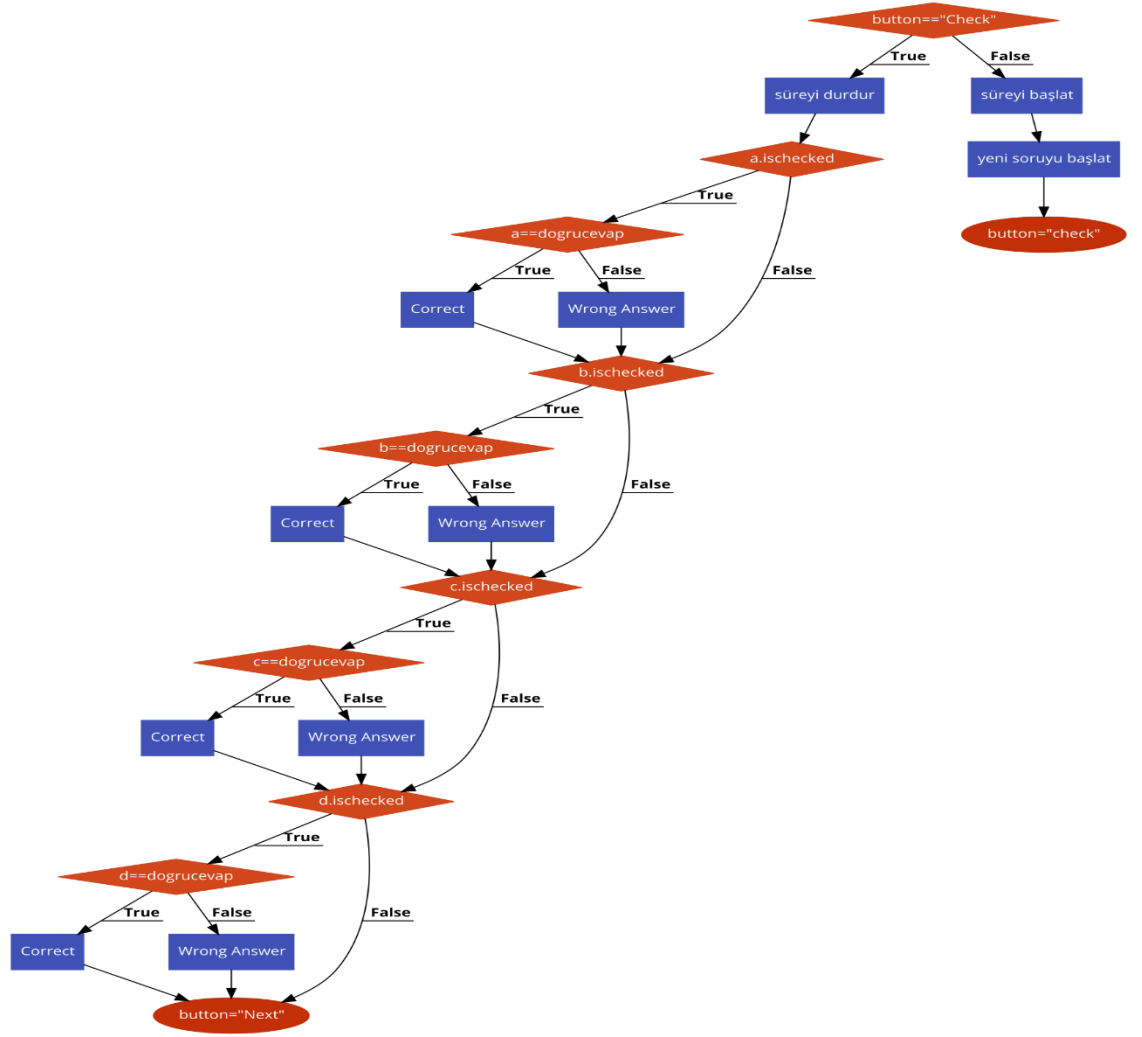 button=="Check"
True
False
süreyi durdur
süreyi başlat
a.ischecked
yeni soruyu başlat
True
a==dogrucevap
button="check"
True
False
False
Correct
Wrong Answer
b.ischecked
True
b==dogrucevap
True
False
False
Correct
Wrong Answer
c.ischecked
True
c==dogrucevap
True
False
False
Correct
Wrong Answer
d.ischecked
True
d==dogrucevap
True
False
False
Correct
Wrong Answer
button="Next"